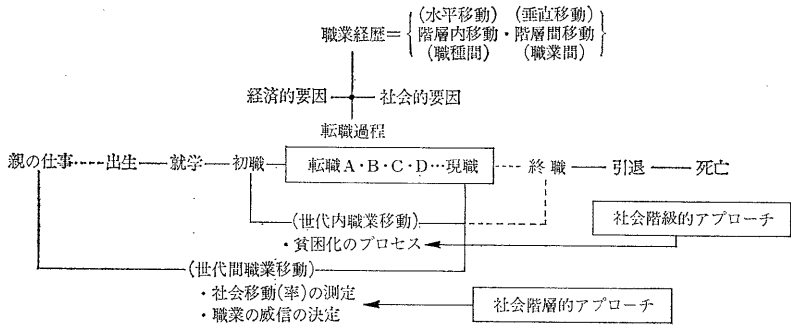 (水平移動) (垂直移動)
職業経歴={階層内移動・階層間移動}
(職種間) (職業間)
経済的要因 社会的要因
転職過程
親の仕事 出生 就学 初職 転職A・B・C・D…現職 終職 引退 死亡
(世代内職業移動)
・貧困化のプロセス
社会階級的アプローチ
(世代間職業移動)
・社会移動(率)の測定
・職業の威信の決定
社会階層的アプローチ